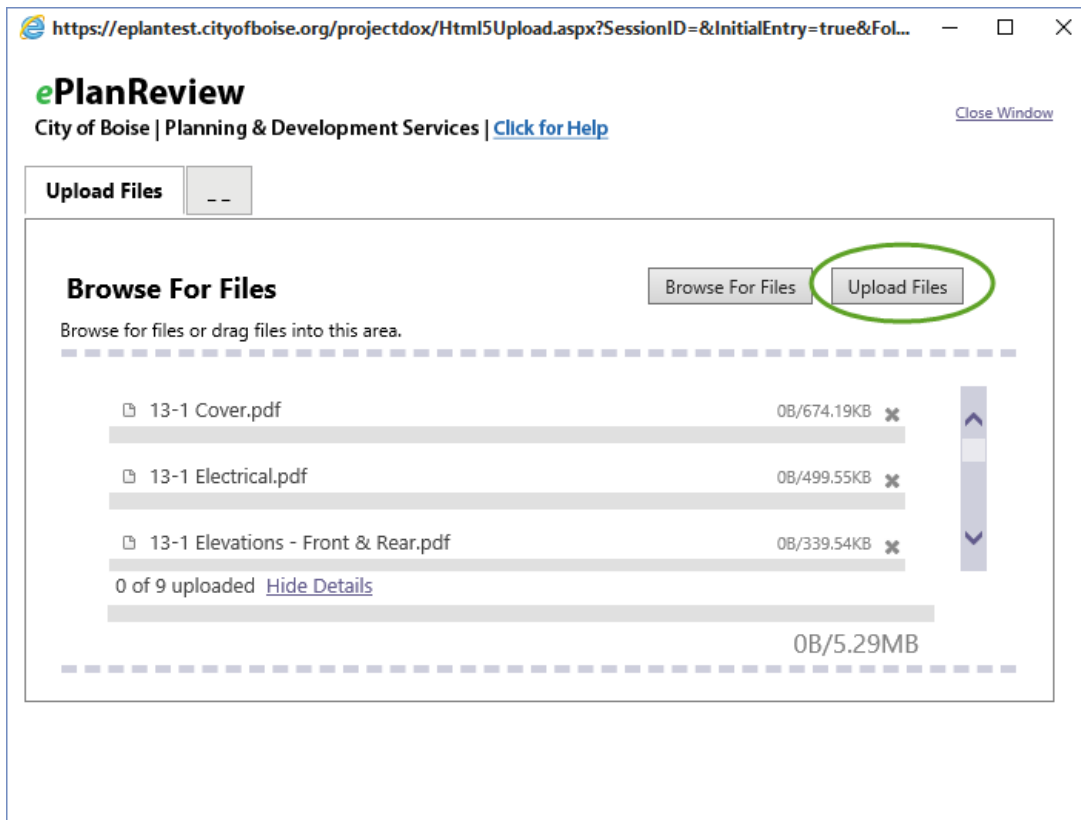 https://eplantest.cityofboise.org/projectdox/Html5Upload.aspx?SessionID=&InitialEntry=true&Fol...
ePlanReview
City of Boise | Planning & Development Services | Click for Help
Close Window
Upload Files
_ _
Browse For Files
Browse For Files
Upload Files
Browse for files or drag files into this area.
13-1 Cover.pdf 0B/674.19KB
13-1 Electrical.pdf 0B/499.55KB
13-1 Elevations - Front & Rear.pdf 0B/339.54KB
0 of 9 uploaded Hide Details
0B/5.29MB